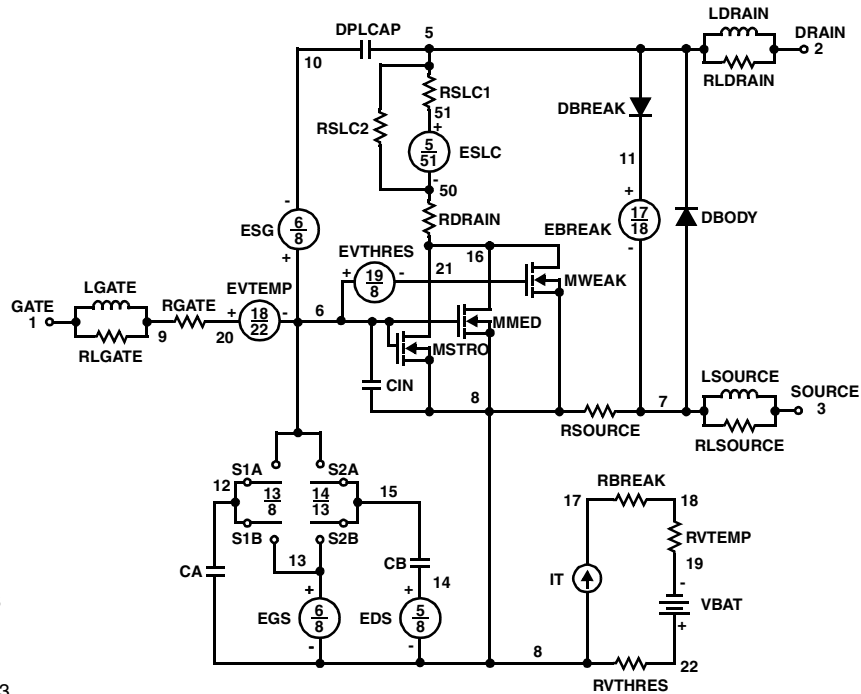 LDRAIN
DPLCAP 5 DRAIN
10 2
RLDRAIN
RSLC1
DBREAK
51
+
RSLC2
5
51
ESLC
11
-
50
- +
17
18
DBODY
ESG 6
8
RDRAIN
EBREAK
+ EVTHRES 16 -
+ 19
8
- 21
MWEAK
LGATE EVTEMP
GATE RGATE + 18
22
- 6 MMED
1
9 20 MSTRO
RLGATE
LSOURCE
CIN 8 7 SOURCE
3
RSOURCE
RLSOURCE
S1A S2A
12 13
8
14
13
15
RBREAK
17 18
S1B S2B
RVTEMP
13 CB 19
CA 14 IT -
+ +
VBAT
EGS 6
8
EDS 5
8
+
- - 8 22
RVTHRES
3